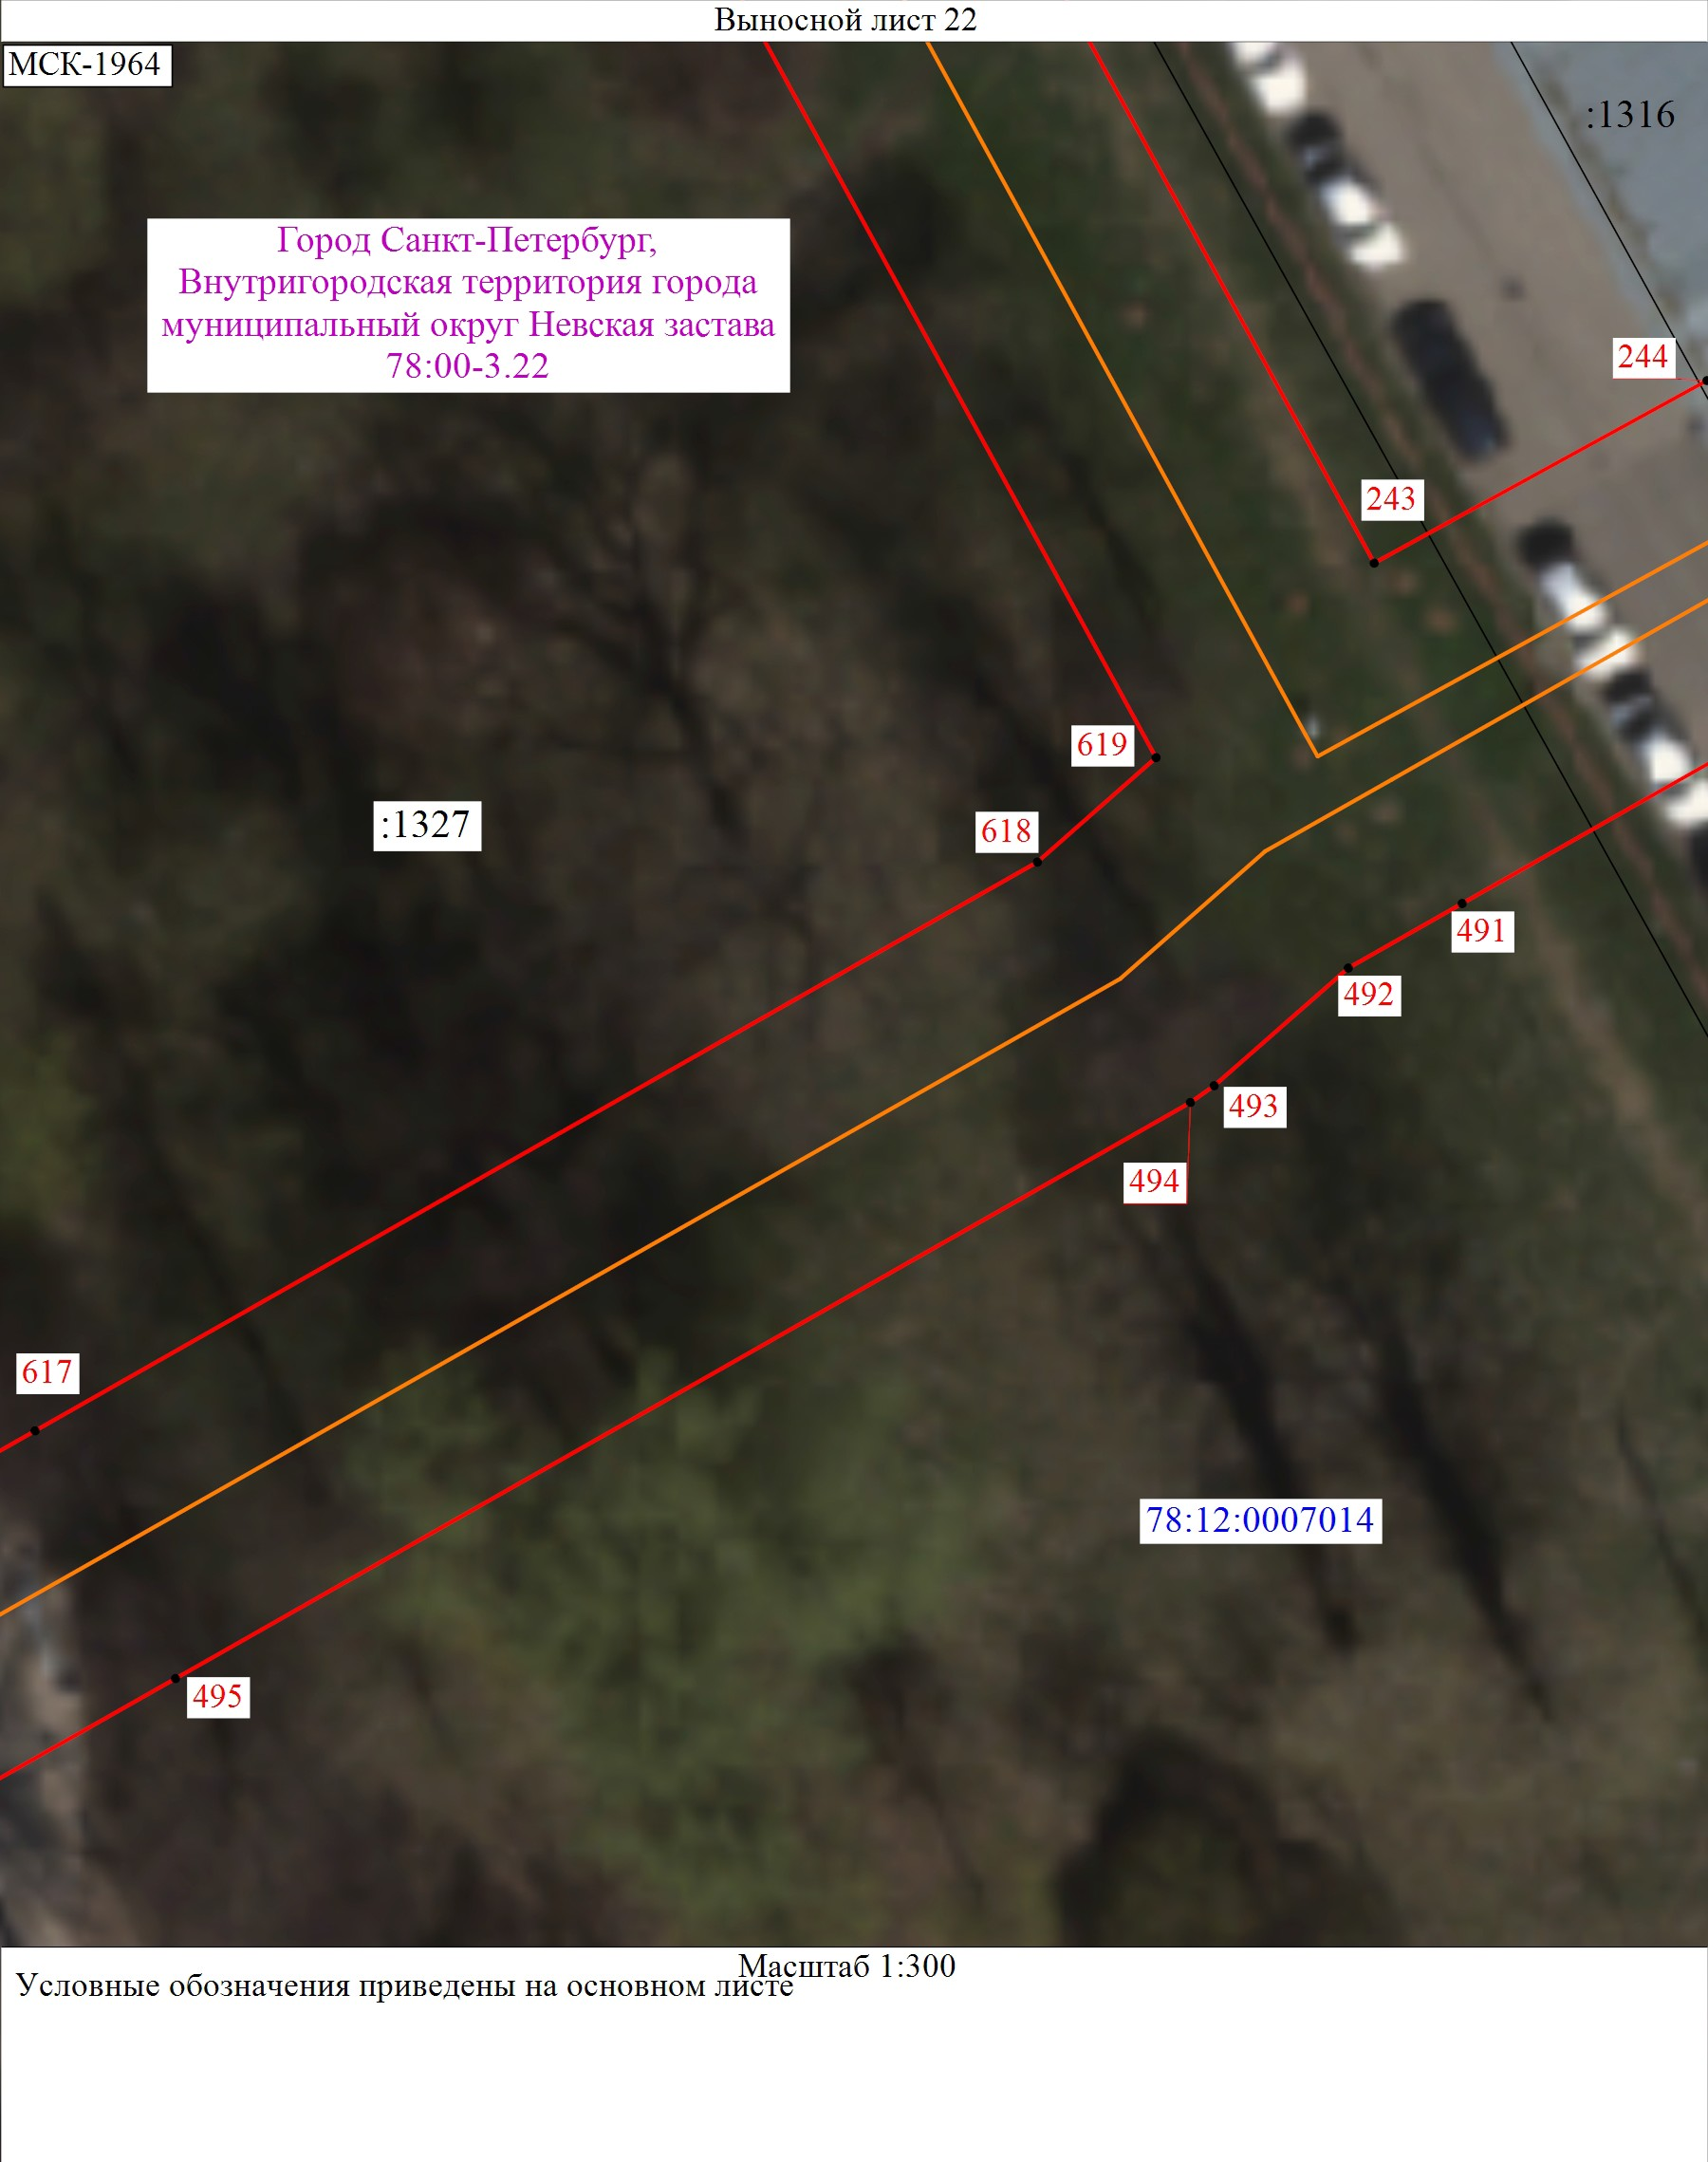 Выносной лист 22
МСК-1964
:1316
Город Санкт-Петербург,
Внутригородская территория города
муниципальный округ Невская застава
78:00-3.22
244
243
619
618
:1327
491
492
493
494
617
78:12:0007014
495
Масштаб 1:300
Условные обозначения приведены на основном листе